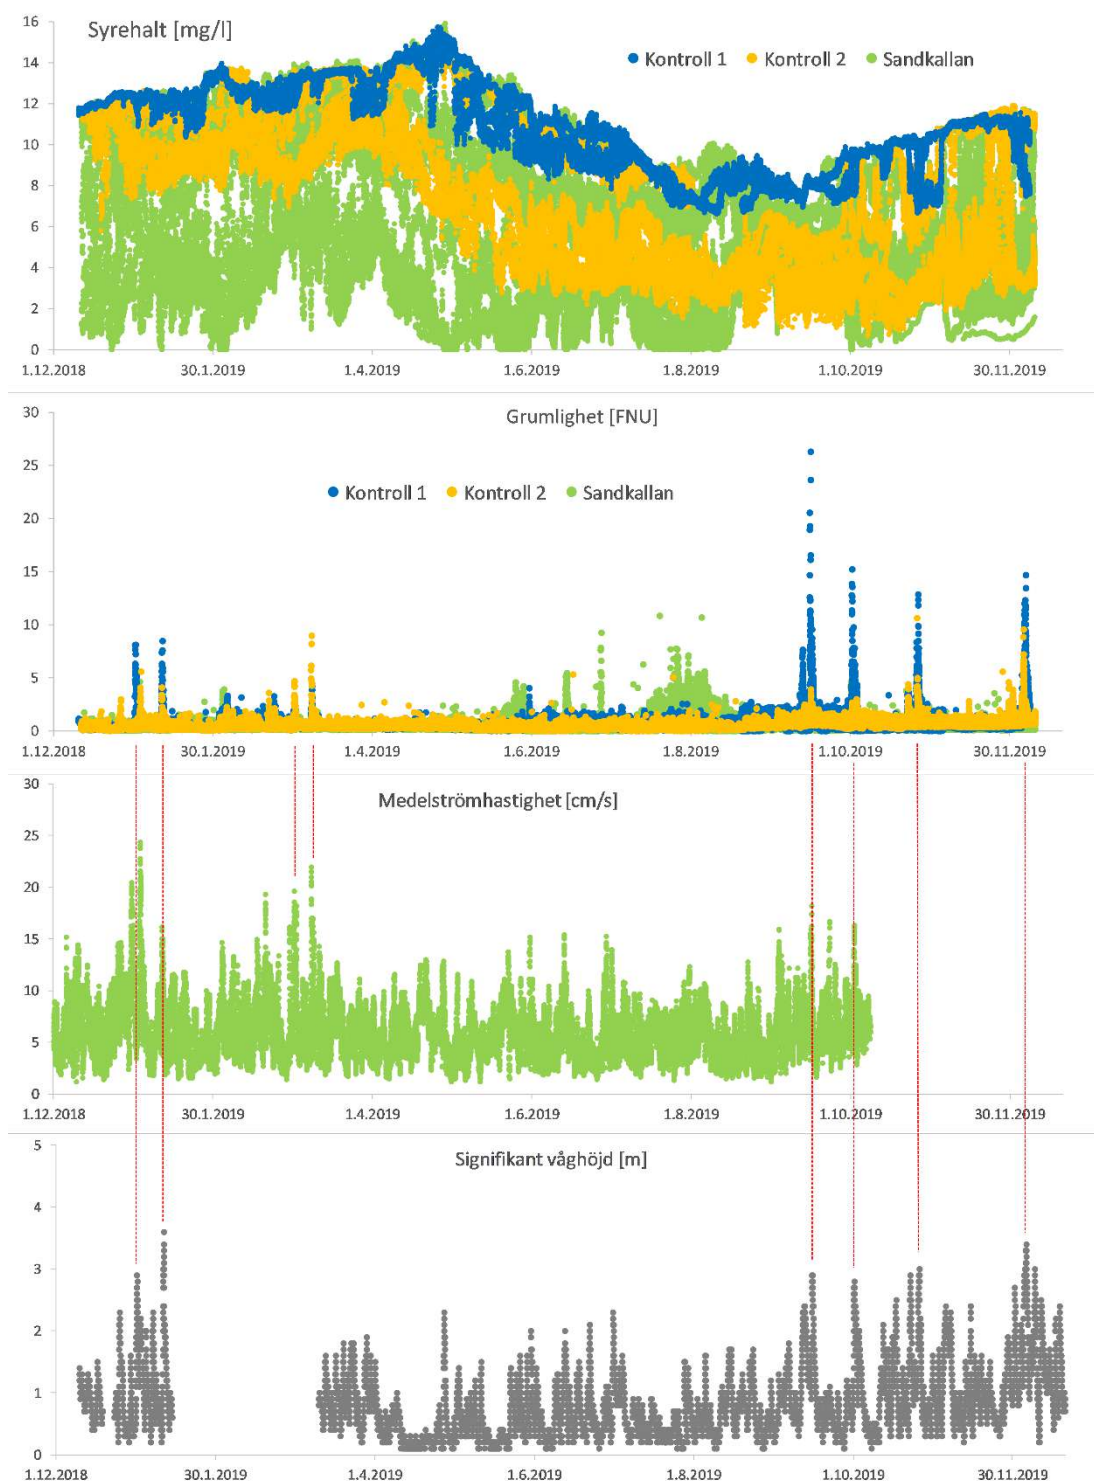 Syrehalt [mg/l]
Kontroll 1 Kontroll 2 Sandkallan
16
14
12
10
8
6
4
2
0
1.12.2018 30.1.2019 1.4.2019 1.6.2019 1.8.2019 1.10.2019 30.11.2019
Grumlighet [FNU]
Kontroll 1 Kontroll 2 Sandkallan
30
25
20
15
10
5
0
1.12.2018 30.1.2019 1.4.2019 1.6.2019 1.8.2019 1.10.2019 30.11.2019
Medelströmhastighet [cm/s]
30
25
20
15
10
5
0
1.12.2018 30.1.2019 1.4.2019 1.6.2019 1.8.2019 1.10.2019 30.11.2019
Signifikant våghöjd [m]
5
4
3
2
1
0
1.12.2018 30.1.2019 1.4.2019 1.6.2019 1.8.2019 1.10.2019 30.11.2019